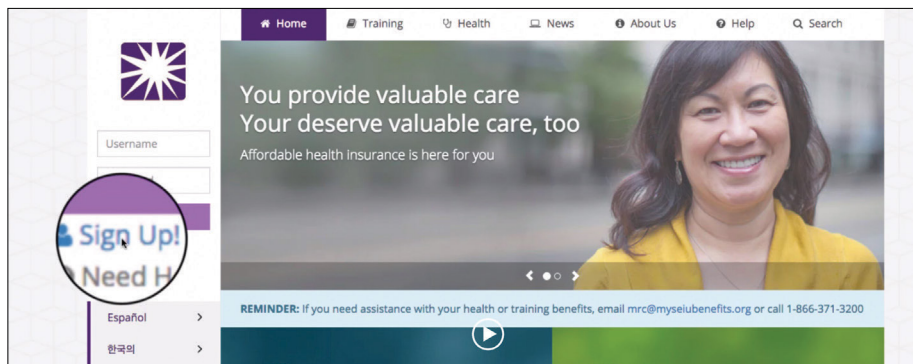 Home
Training
Health
News
About Us
Help
Search
You provide valuable care
Your deserve valuable care, too
Affordable health insurance is here for you
Username
Sign Up!
Need H
REMINDER: If you need assistance with your health or training benefits, email mrc@myseiubenefits.org or call 1-866-371-3200
Español
한국의